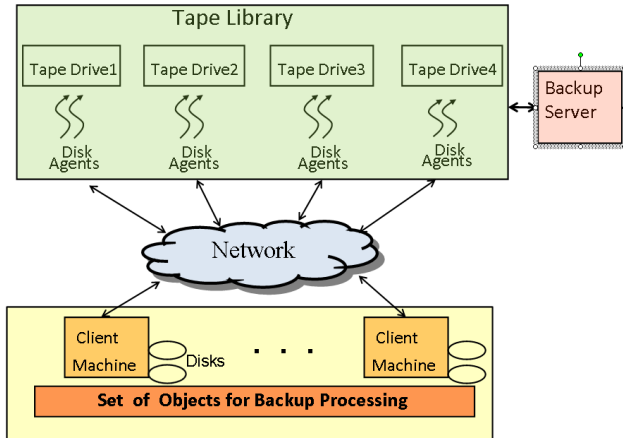 Tape Library
Tape Drive1
Tape Drive2
Tape Drive3
Tape Drive4
Disk
Agents
Disk
Agents
Disk
Agents
Disk
Agents
Backup
Server
Network
Client
Machine
Disks
. . .
Client
Machine
Set of Objects for Backup Processing